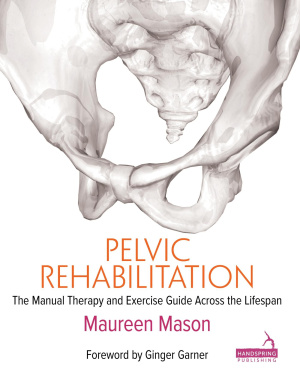 PELVIC
REHABILITATION
The Manual Therapy and Exercise Guide Across the Lifespan
Maureen Mason
Foreword by Ginger Garner
HANDSPRING
PUBLISHING